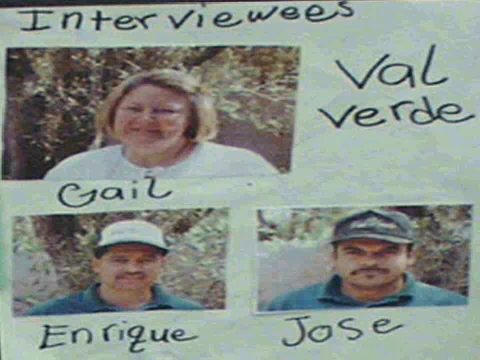 Interviewees
Val
Verde
Gail
Enrique
Jose